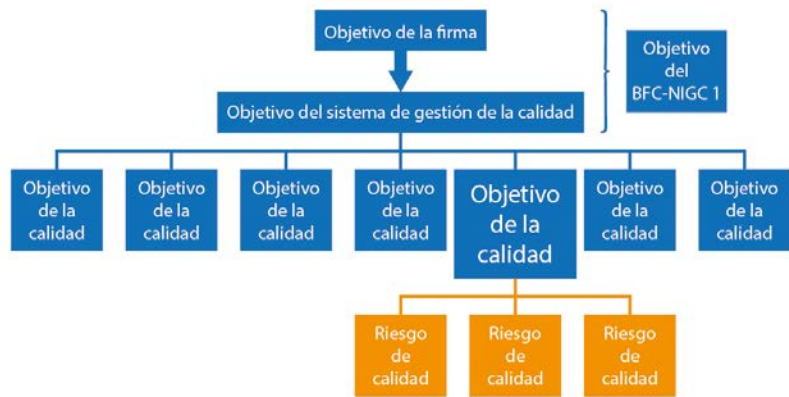 Objetivo de la firma
Objetivo
del
BFC-NIGC 1
Objetivo del sistema de gestión de la calidad
Objetivo
de la
calidad
Objetivo
de la
calidad
Objetivo
de la
calidad
Objetivo
de la
calidad
Objetivo
de la
calidad
Objetivo
de la
calidad
Objetivo
de la
calidad
Riesgo
de
calidad
Riesgo
de
calidad
Riesgo
de
calidad